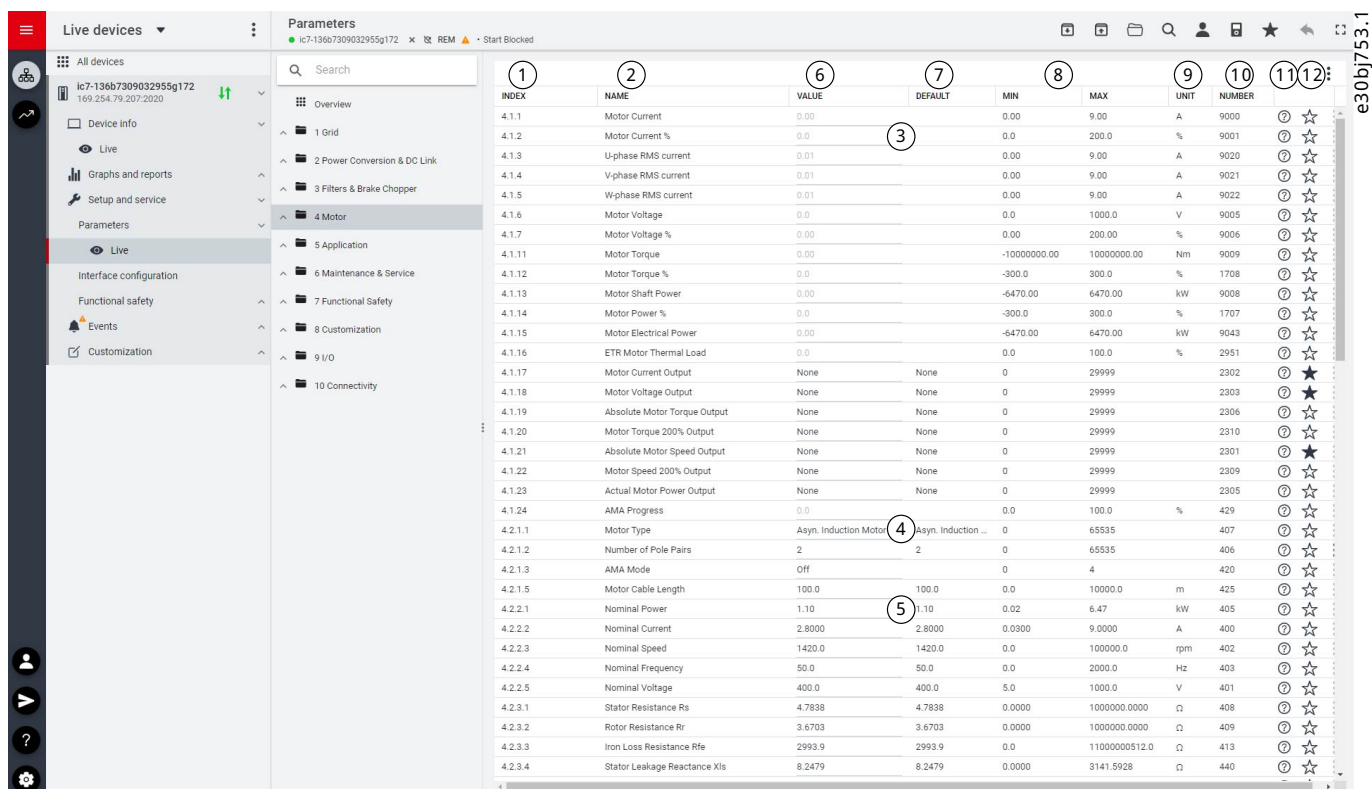 Live devices
Parameters
ic7-136b7309032955g172 × REM • Start Blocked
e30bj753.1
All devices
ic7-136b7309032955g172
169.254.79.207:2020
Device info
Live
Graphs and reports
Setup and service
Parameters
Live
Interface configuration
Functional safety
Events
Customization
Search
Overview
1 Grid
2 Power Conversion & DC Link
3 Filters & Brake Chopper
4 Motor
5 Application
6 Maintenance & Service
7 Functional Safety
8 Customization
9 I/O
10 Connectivity
1 2 6 7 8 9 10 11 12
INDEX NAME VALUE DEFAULT MIN MAX UNIT NUMBER
4.1.1 Motor Current 0.00 0.00 9.00 A 9000
4.1.2 Motor Current % 0.0 3 0.0 200.0 % 9001
4.1.3 U-phase RMS current 0.01 0.00 9.00 A 9020
4.1.4 V-phase RMS current 0.01 0.00 9.00 A 9021
4.1.5 W-phase RMS current 0.01 0.00 9.00 A 9022
4.1.6 Motor Voltage 0.0 0.0 1000.0 V 9005
4.1.7 Motor Voltage % 0.0 0.00 200.00 % 9006
4.1.11 Motor Torque 0.00 -10000000.00 10000000.00 Nm 9009
4.1.12 Motor Torque % 0.0 -300.0 300.0 % 1708
4.1.13 Motor Shaft Power 0.00 -6470.00 6470.00 kW 9008
4.1.14 Motor Power % 0.0 -300.0 300.0 % 1707
4.1.15 Motor Electrical Power 0.00 -6470.00 6470.00 kW 9043
4.1.16 ETR Motor Thermal Load 0.0 0.0 100.0 % 2951
4.1.17 Motor Current Output None None 0 29999 2302
4.1.18 Motor Voltage Output None None 0 29999 2303
4.1.19 Absolute Motor Torque Output None None 0 29999 2306
4.1.20 Motor Torque 200% Output None None 0 29999 2310
4.1.21 Absolute Motor Speed Output None None 0 29999 2301
4.1.22 Motor Speed 200% Output None None 0 29999 2309
4.1.23 Actual Motor Power Output None None 0 29999 2305
4.1.24 AMA Progress 0.0 0.0 100.0 % 429
4.2.1.1 Motor Type Asyn. Induction Motor 4 Asyn. Induction ... 0 65535 407
4.2.1.2 Number of Pole Pairs 2 2 0 65535 406
4.2.1.3 AMA Mode Off 0 4 420
4.2.1.5 Motor Cable Length 100.0 100.0 0.0 10000.0 m 425
4.2.2.1 Nominal Power 1.10 5 1.10 0.02 6.47 kW 405
4.2.2.2 Nominal Current 2.8000 2.8000 0.0300 9.0000 A 400
4.2.2.3 Nominal Speed 1420.0 1420.0 0.0 100000.0 rpm 402
4.2.2.4 Nominal Frequency 50.0 50.0 0.0 2000.0 Hz 403
4.2.2.5 Nominal Voltage 400.0 400.0 5.0 1000.0 V 401
4.2.3.1 Stator Resistance Rs 4.7838 4.7838 0.0000 1000000.0000 Ω 408
4.2.3.2 Rotor Resistance Rr 3.6703 3.6703 0.0000 1000000.0000 Ω 409
4.2.3.3 Iron Loss Resistance Rfe 2993.9 2993.9 0.0 11000000512.0 Ω 413
4.2.3.4 Stator Leakage Reactance Xls 8.2479 8.2479 0.0000 3141.5928 Ω 440